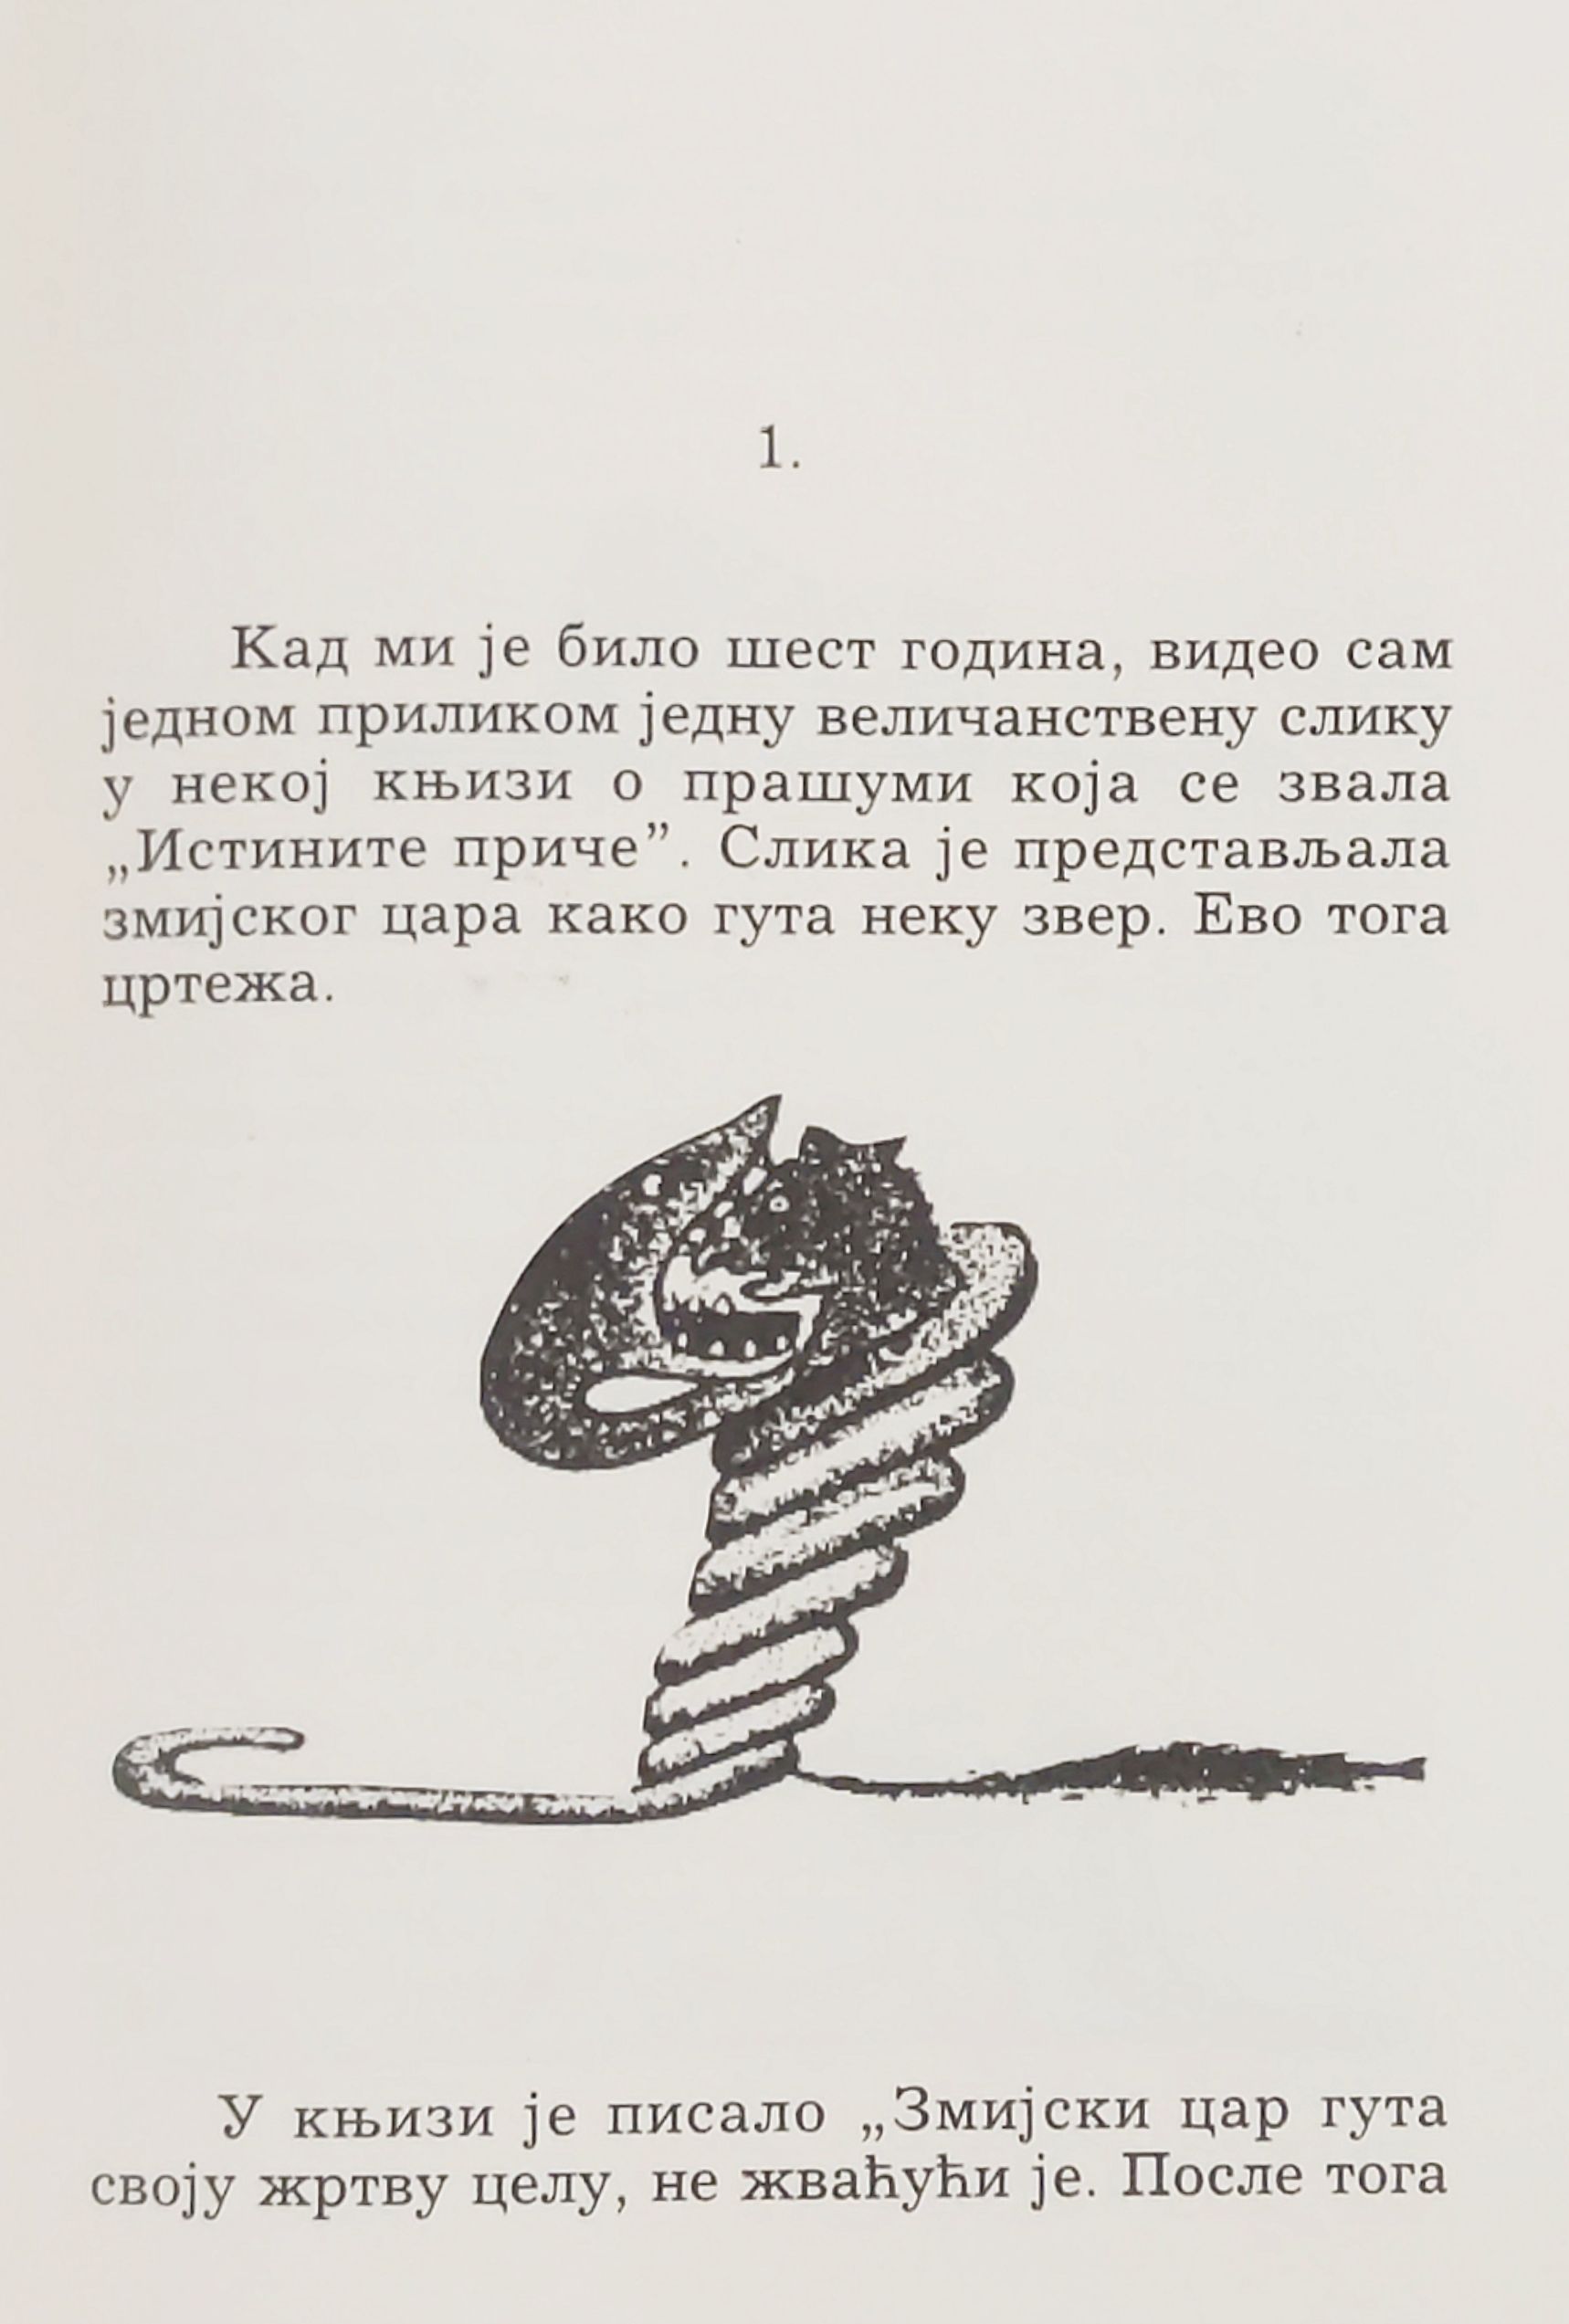 1.
Кад ми је било шест година, видео сам
једном приликом једну величанствену слику
у некој књизи о прашуми која се звала
„Истините приче”. Слика је представљала
змијског цара како гута неку звер. Ево тога
цртежа.
У књизи је писало „Змијски цар гута
своју жртву целу, не жваћући је. После тога